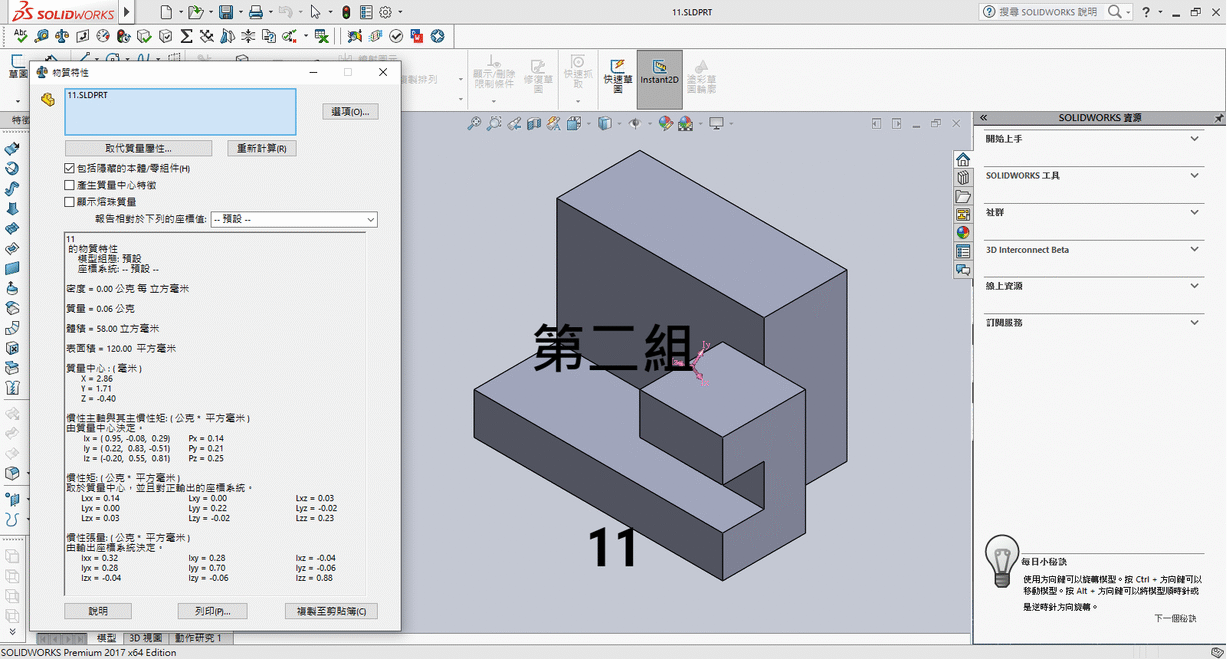 SOLIDWORKS
11.SLDPRT
搜尋 SOLIDWORKS 說明
草圖
特徵
製排列
顯示/刪除
限制條件
修復草
圖
快速抓
取
快速草
圖
Instant2D
塗彩草
圖輪廓
物質特性
11.SLDPRT
選項(O)...
取代質量屬性...
重新計算(R)
包括隱藏的本體/零組件(H)
產生質量中心特徵
顯示熔珠質量
報告相對於下列的座標值:
-- 預設 --
11
的物質特性
模型組態: 預設
座標系統: -- 預設 --
密度 = 0.00 公克 每 立方毫米
質量 = 0.06 公克
體積 = 58.00 立方毫米
表面積 = 120.00 平方毫米
質量中心 : ( 毫米 )
X = 2.86
Y = 1.71
Z = -0.40
慣性主軸與其主慣性矩: ( 公克 * 平方毫米 )
由質量中心決定。
Ix = ( 0.95, -0.08, 0.29) Px = 0.14
Iy = ( 0.22, 0.83, -0.51) Py = 0.21
Iz = (-0.20, 0.55, 0.81) Pz = 0.25
慣性矩: ( 公克 * 平方毫米 )
取於質量中心，並且對正輸出的座標系統。
Lxx = 0.14 Lxy = 0.00 Lxz = 0.03
Lyx = 0.00 Lyy = 0.22 Lyz = -0.02
Lzx = 0.03 Lzy = -0.02 Lzz = 0.23
慣性張量: ( 公克 * 平方毫米 )
由輸出座標系統決定。
Ixx = 0.32 Ixy = 0.28 Ixz = -0.04
Iyx = 0.28 Iyy = 0.70 Iyz = -0.06
Izx = -0.04 Izy = -0.06 Izz = 0.88
說明
列印(P)...
複製至剪貼簿(C)
第二組
11
SOLIDWORKS 資源
開始上手
SOLIDWORKS 工具
社群
3D Interconnect Beta
線上資源
訂閱服務
每日小秘訣
使用方向鍵可以旋轉模型。按 Ctrl + 方向鍵可以
移動模型。按 Alt + 方向鍵可以將模型順時針或
是逆時針方向旋轉。
下一個秘訣
模型
3D 視圖
動作研究 1
SOLIDWORKS Premium 2017 x64 Edition